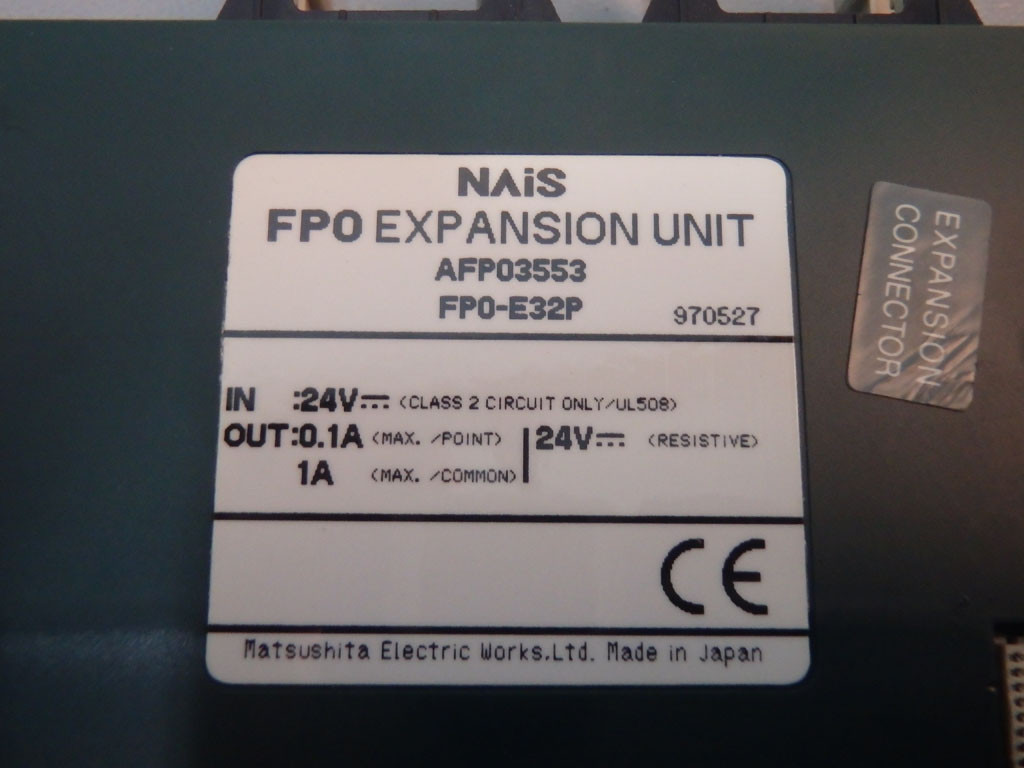 NAiS
FP0 EXPANSION UNIT
AFP03553
FP0-E32P 970527
IN :24V⎓ (CLASS 2 CIRCUIT ONLY/UL508)
OUT:0.1A (MAX. /POINT) 24V⎓ (RESISTIVE)
1A (MAX. /COMMON)
CE
Matsushita Electric Works.Ltd. Made in Japan
EXPANSION
CONNECTOR